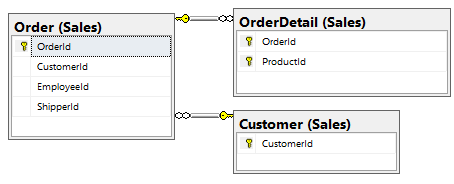 Order (Sales)
OrderId
CustomerId
EmployeeId
ShipperId
OrderDetail (Sales)
OrderId
ProductId
Customer (Sales)
CustomerId